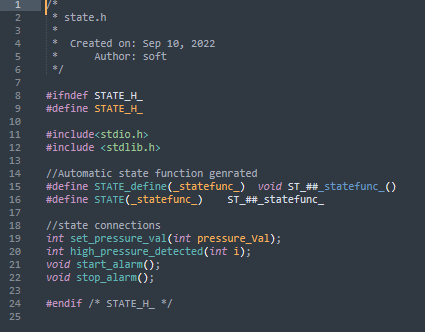 1 /*
2  * state.h
3  *
4  *  Created on: Sep 10, 2022
5  *      Author: soft
6  */
7
8 #ifndef STATE_H_
9 #define STATE_H_
10
11 #include<stdio.h>
12 #include <stdlib.h>
13
14 //Automatic state function gennrated
15 #define STATE_define(_statefunc_)  void ST_##_statefunc_()
16 #define STATE(_statefunc_)    ST_##_statefunc_
17
18 //state connections
19 int set_pressure_val(int pressure_Val);
20 int high_pressure_detected(int i);
21 void start_alarm();
22 void stop_alarm();
23
24 #endif /* STATE_H_ */
25